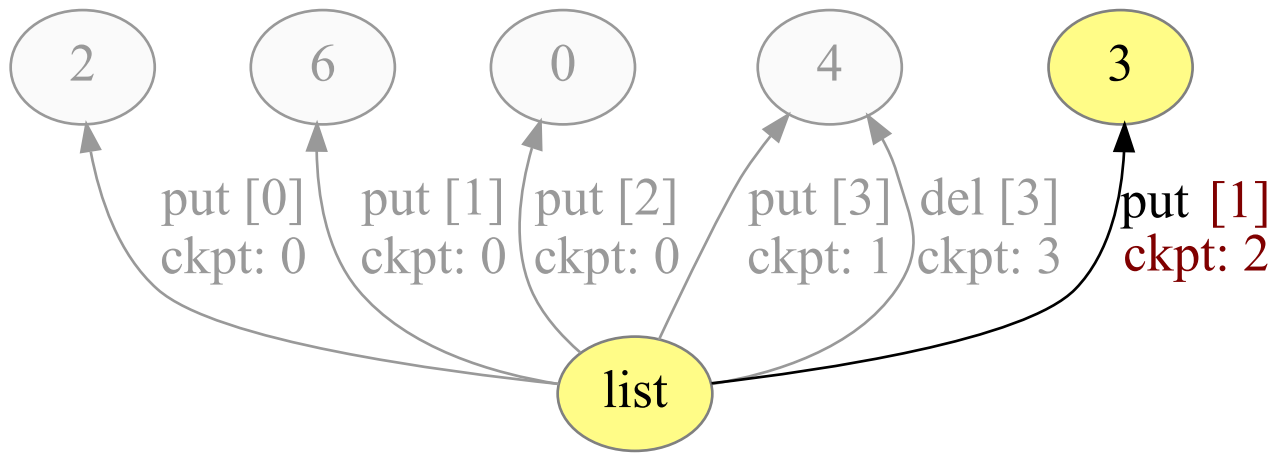 2
6
0
4
3
put [0]
ckpt: 0
put [1]
ckpt: 0
put [2]
ckpt: 0
put [3]
ckpt: 1
del [3]
ckpt: 3
put [1]
ckpt: 2
list